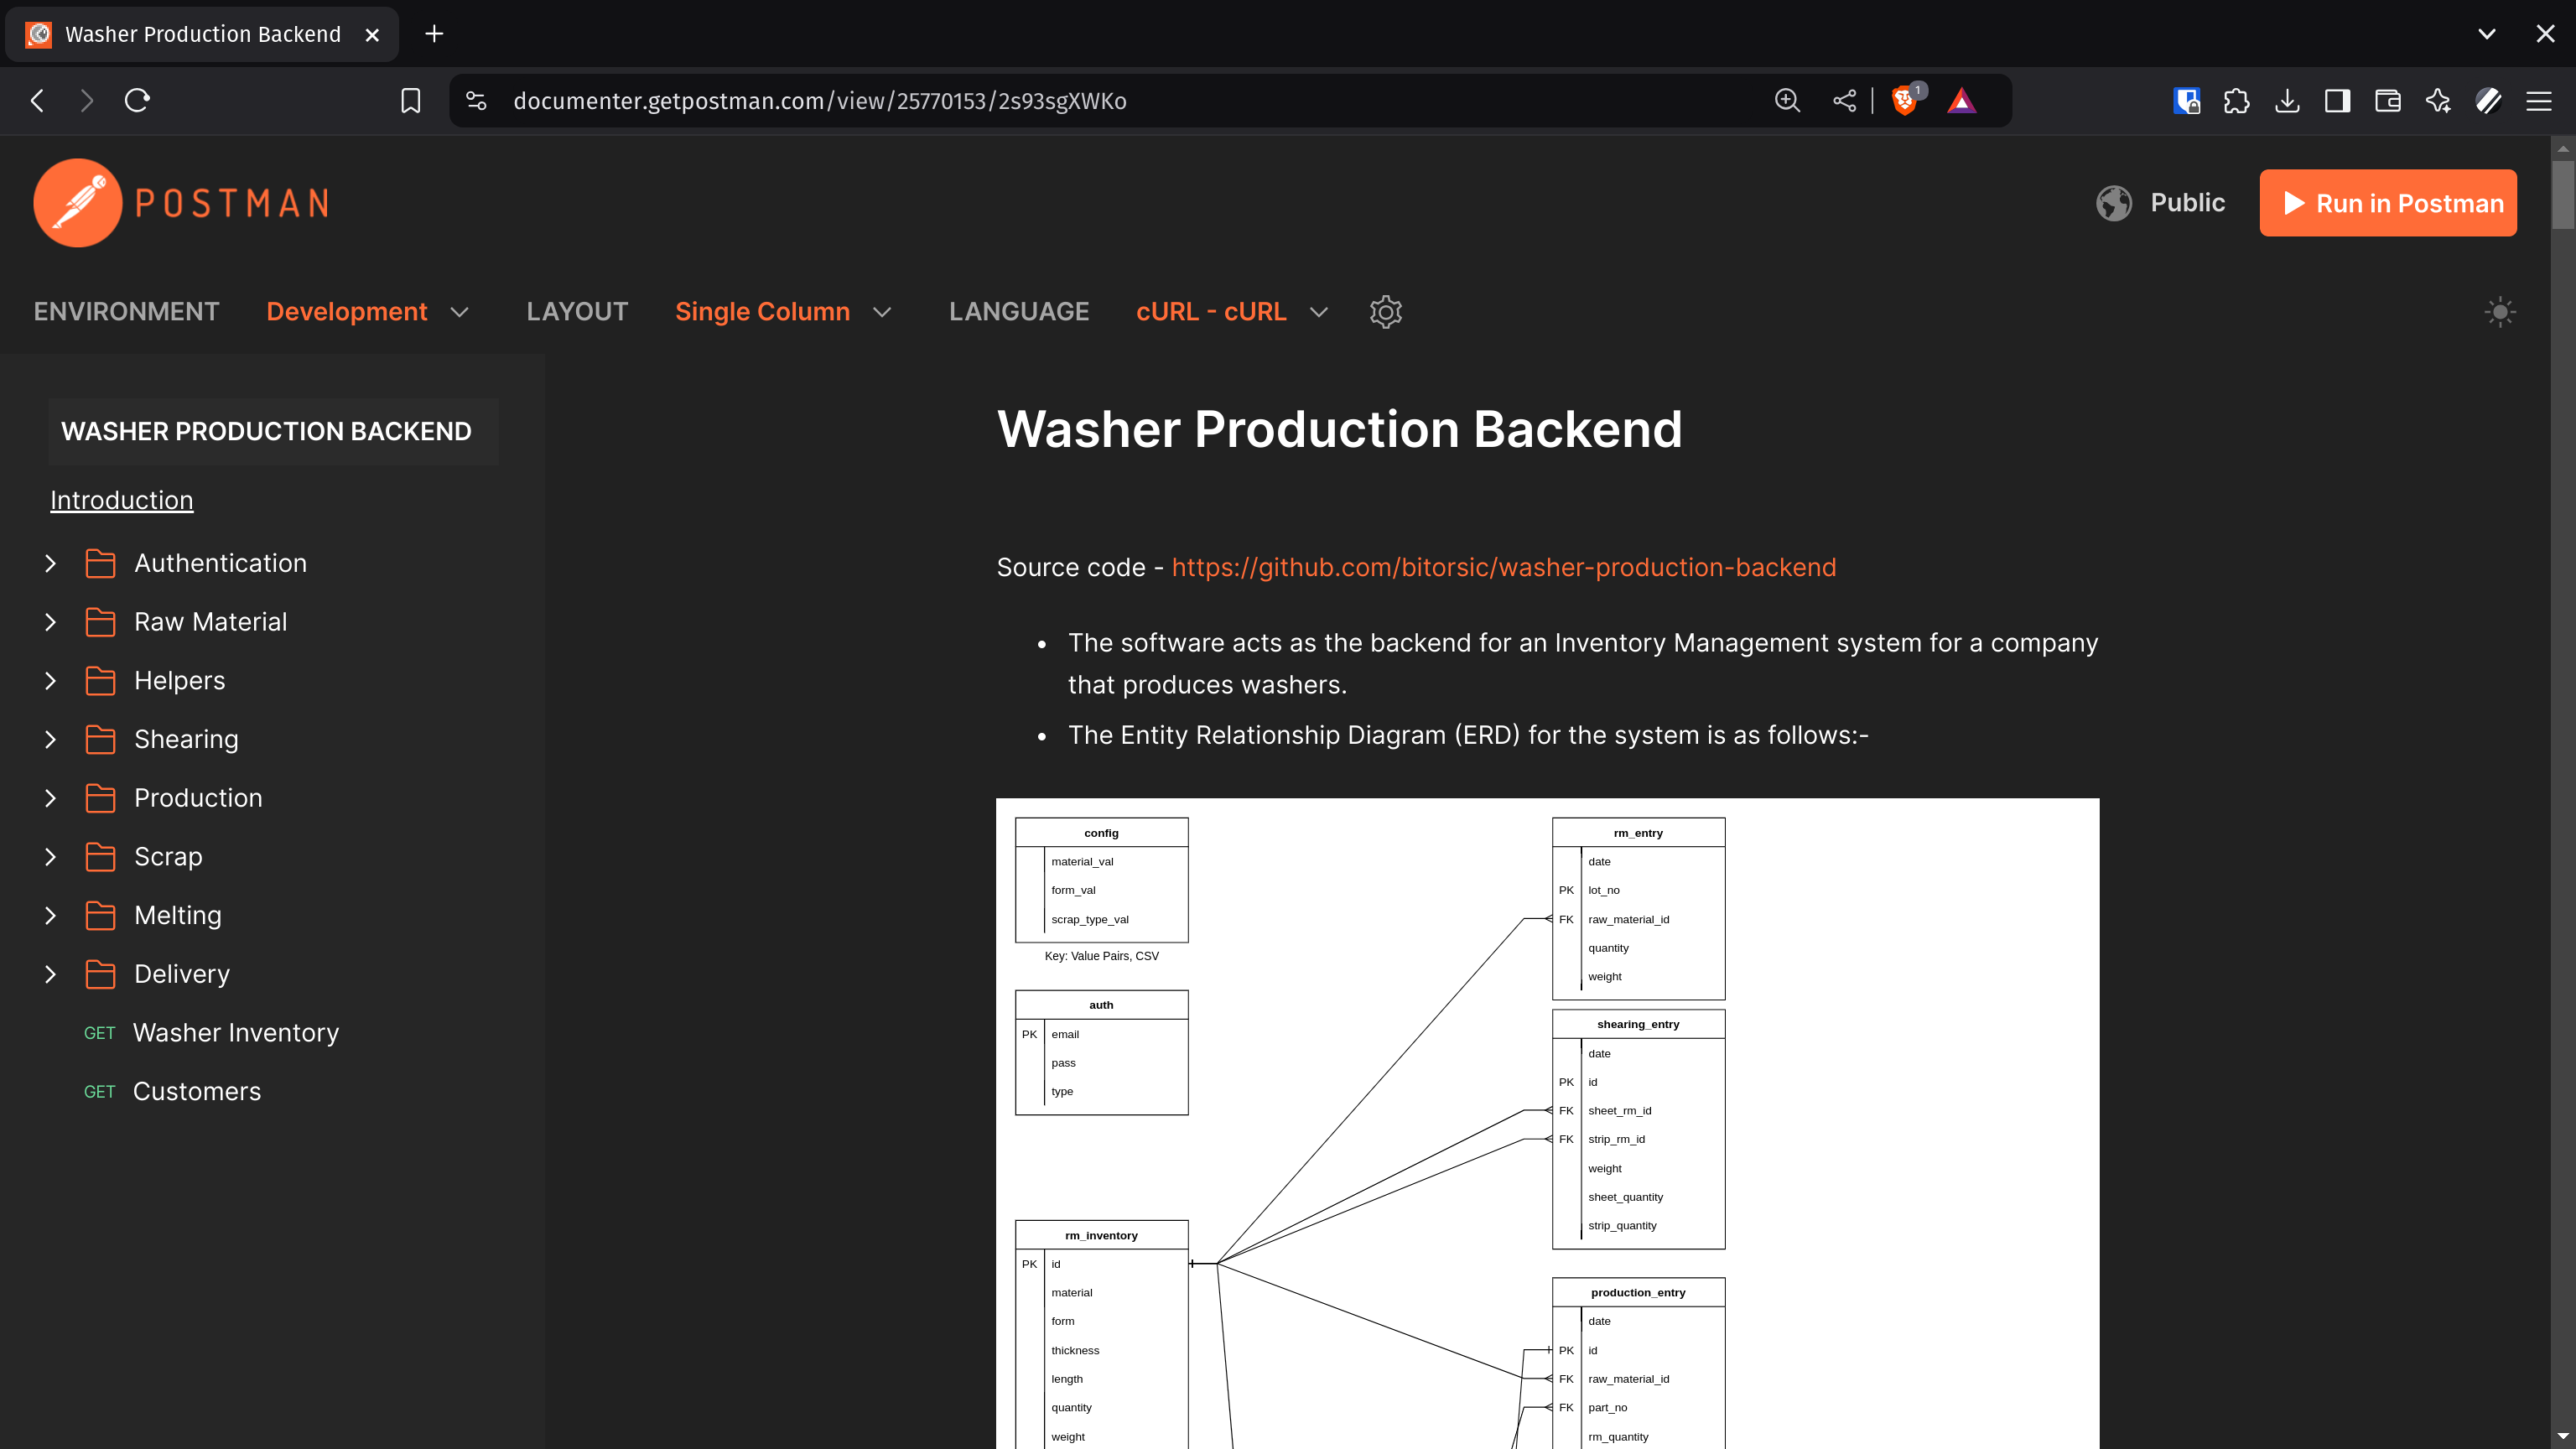 Washer Production Backend
documenter.getpostman.com/view/25770153/2s93sgXWKo
1
POSTMAN
Public
Run in Postman
ENVIRONMENT Development LAYOUT Single Column LANGUAGE cURL - cURL
WASHER PRODUCTION BACKEND
Introduction
Authentication
Raw Material
Helpers
Shearing
Production
Scrap
Melting
Delivery
GET Washer Inventory
GET Customers
Washer Production Backend
Source code - https://github.com/bitorsic/washer-production-backend
• The software acts as the backend for an Inventory Management system for a company
that produces washers.
• The Entity Relationship Diagram (ERD) for the system is as follows:-
config
material_val
form_val
scrap_type_val
Key: Value Pairs, CSV
auth
PK email
pass
type
rm_inventory
PK id
material
form
thickness
length
quantity
weight
rm_entry
date
PK lot_no
FK raw_material_id
quantity
weight
shearing_entry
date
PK id
FK sheet_rm_id
FK strip_rm_id
weight
sheet_quantity
strip_quantity
production_entry
date
PK id
FK raw_material_id
FK part_no
rm_quantity